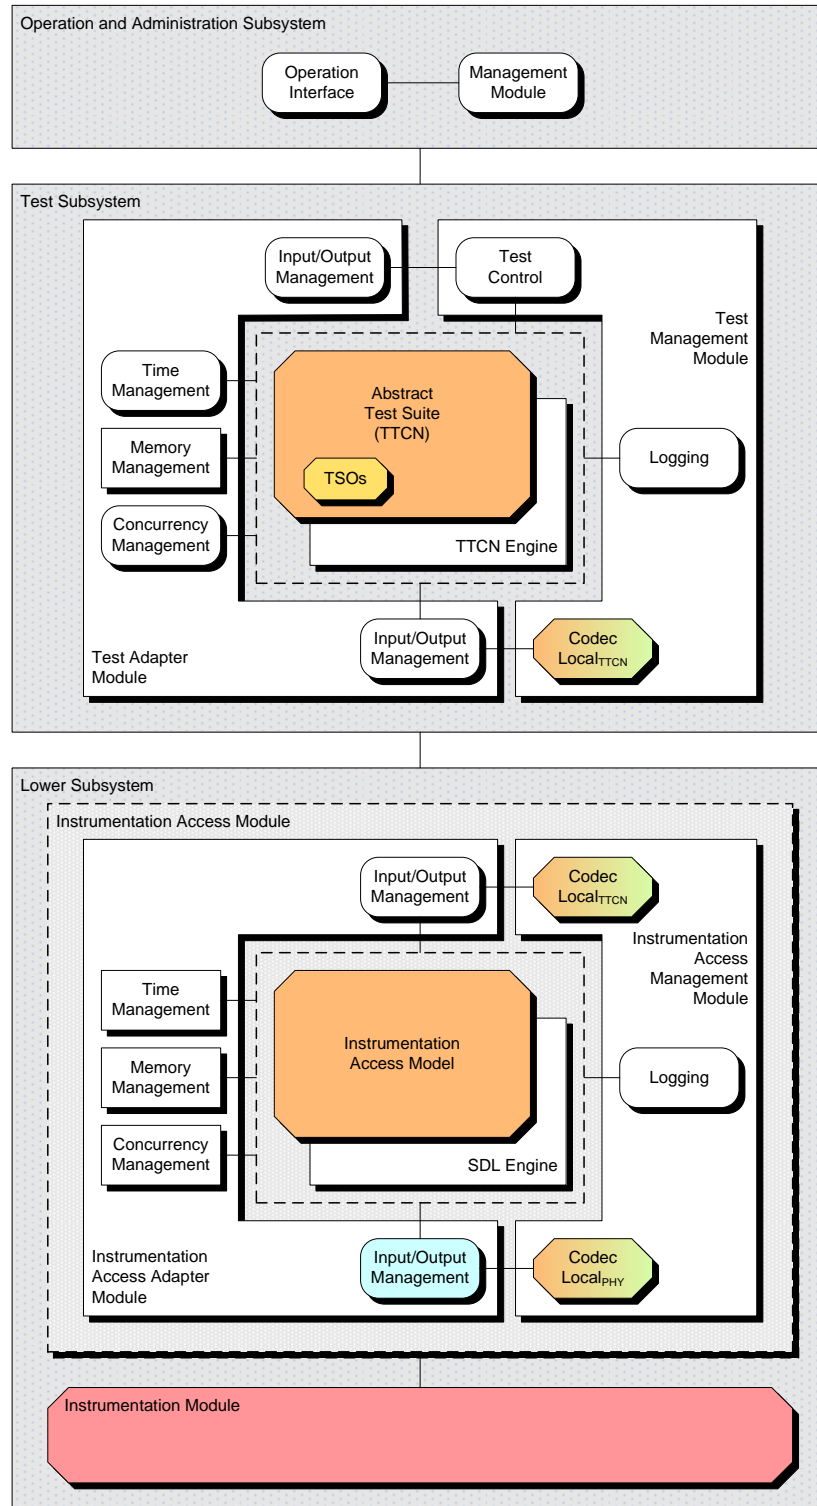 Operation and Administration Subsystem
Operation
Interface
Management
Module
Test Subsystem
Input/Output
Management
Test
Control
Test
Management
Module
Time
Management
Abstract
Test Suite
(TTCN)
Memory
Management
Logging
TSOs
Concurrency
Management
TTCN Engine
Test Adapter
Module
Input/Output
Management
Codec
LocalTTCN
Lower Subsystem
Instrumentation Access Module
Input/Output
Management
Codec
LocalTTCN
Instrumentation
Access
Management
Module
Time
Management
Instrumentation
Access Model
Memory
Management
Logging
Concurrency
Management
SDL Engine
Instrumentation
Access Adapter
Module
Input/Output
Management
Codec
LocalPHY
Instrumentation Module